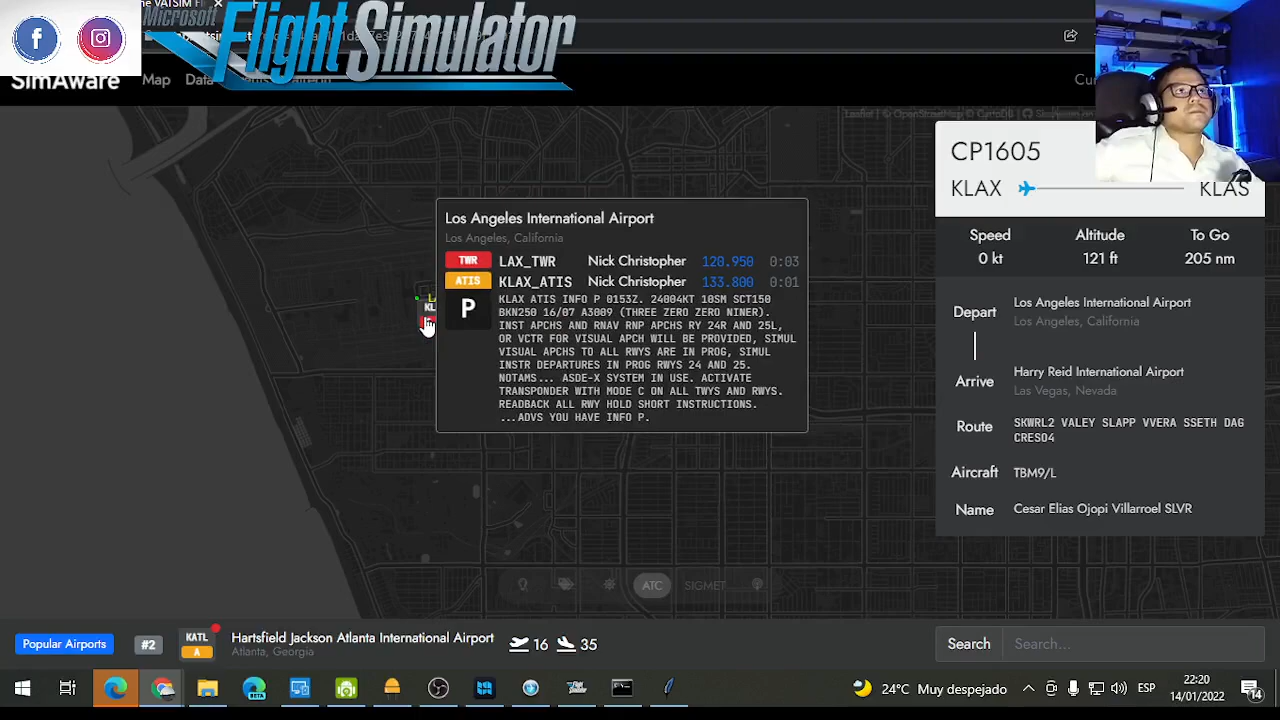 Microsoft
Flight Simulator
SimAware
Map
Data
CP1605
KLAX
KLAS
Speed
Altitude
To Go
0 kt
121 ft
205 nm
Depart
Los Angeles International Airport
Los Angeles, California
Arrive
Harry Reid International Airport
Las Vegas, Nevada
Route
SKWRL2 VALEY SLAPP VVERA SSETH DAG
CRESO4
Aircraft
TBM9/L
Name
Cesar Elias Ojopi Villarroel SLVR
Los Angeles International Airport
Los Angeles, California
TWR LAX_TWR Nick Christopher 120.950 0:03
ATIS KLAX_ATIS Nick Christopher 133.800 0:01
P
KLAX ATIS INFO P 0153Z. 24004KT 10SM SCT150
BKN250 16/07 A3009 (THREE ZERO ZERO NINER).
INST APCHS AND RNAV RNP APCHS RY 24R AND 25L,
OR VCTR FOR VISUAL APCH WILL BE PROVIDED, SIMUL
VISUAL APCHS TO ALL RWYS ARE IN PROG, SIMUL
INSTR DEPARTURES IN PROG RWYS 24 AND 25.
NOTAMS... ASDE-X SYSTEM IN USE. ACTIVATE
TRANSPONDER WITH MODE C ON ALL TWYS AND RWYS.
READBACK ALL RWY HOLD SHORT INSTRUCTIONS.
...ADVS YOU HAVE INFO P.
ATC
SIGMET
Popular Airports
#2
KATL
A
Hartsfield Jackson Atlanta International Airport
Atlanta, Georgia
16
35
Search
Search...
24°C Muy despejado
ESP
22:20
14/01/2022
14